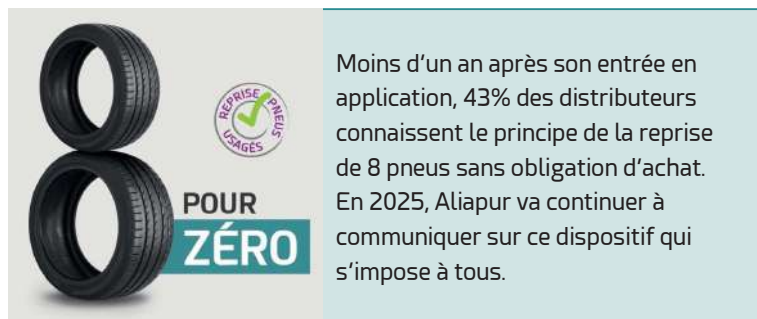 REPRISE PNEUS
USAGÉS
POUR
ZÉRO
Moins d'un an après son entrée en
application, 43% des distributeurs
connaissent le principe de la reprise
de 8 pneus sans obligation d'achat.
En 2025, Aliapur va continuer à
communiquer sur ce dispositif qui
s'impose à tous.